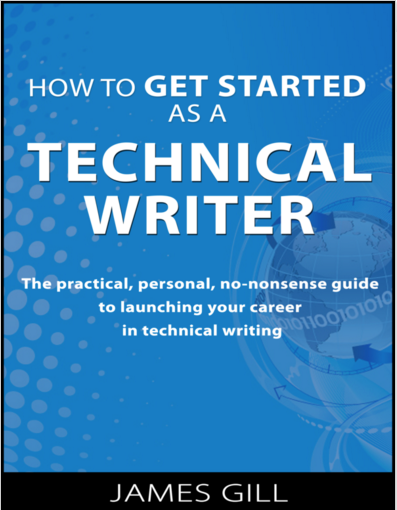 HOW TO GET STARTED
AS A
TECHNICAL
WRITER
The practical, personal, no-nonsense guide
to launching your career
in technical writing
01011001010101
JAMES GILL